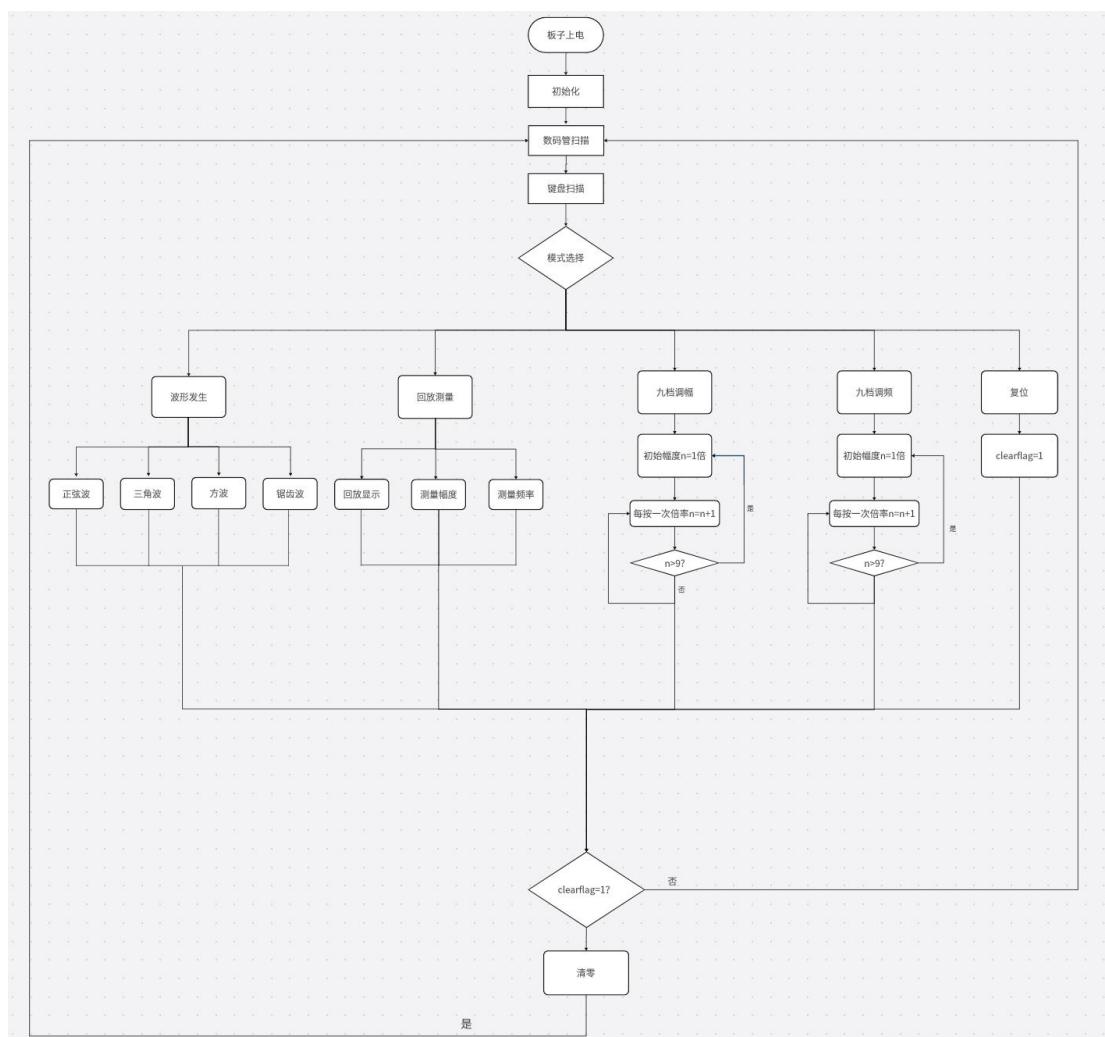 板子上电
初始化
数码管扫描
键盘扫描
模式选择
波形发生
回放测量
九档调幅
九档调频
复位
初始幅度n=1倍
初始幅度n=1倍
clearflag=1
正弦波
三角波
方波
锯齿波
回放显示
测量幅度
测量频率
每按一次倍率n=n+1
是
每按一次倍率n=n+1
是
n>9?
n>9?
否
clearflag=1?
否
清零
是